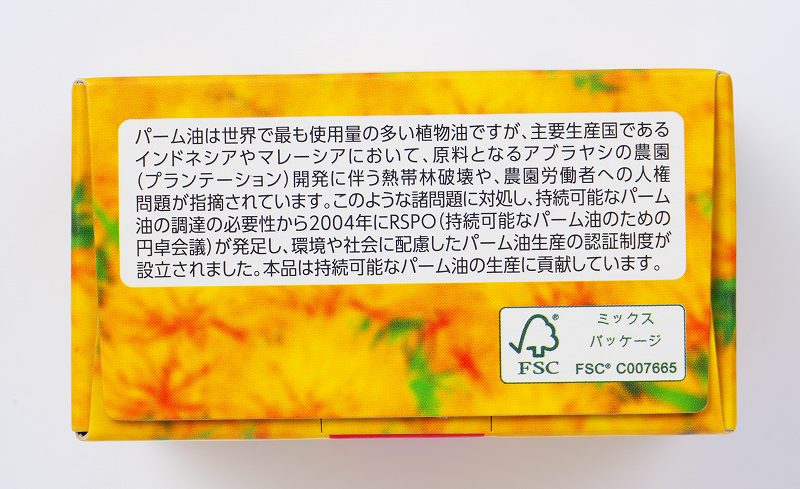 パーム油は世界で最も使用量の多い植物油ですが、主要生産国である
インドネシアやマレーシアにおいて、原料となるアブラヤシの農園
（プランテーション）開発に伴う熱帯林破壊や、農園労働者への人権
問題が指摘されています。このような諸問題に対処し、持続可能なパーム
油の調達の必要性から2004年にRSPO（持続可能なパーム油のための
円卓会議）が発足し、環境や社会に配慮したパーム油生産の認証制度が
設立されました。本品は持続可能なパーム油の生産に貢献しています。
ミックス
パッケージ
FSC
FSC® C007665